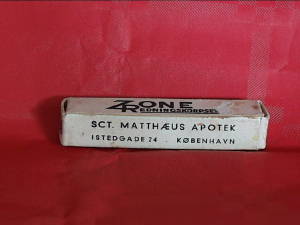 ZONE
REDNINGSKORPSET
SCT. MATTHÆUS APOTEK
ISTEDGADE 24 . KØBENHAVN